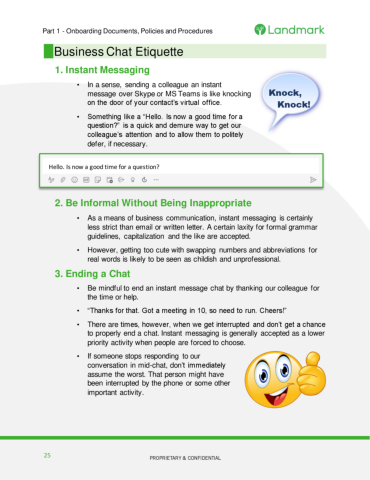 Part 1 - Onboarding Documents, Policies and Procedures
Landmark
Business Chat Etiquette
1. Instant Messaging
• In a sense, sending a colleague an instant
message over Skype or MS Teams is like knocking
on the door of your contact's virtual office.
Knock,
Knock!
• Something like a “Hello. Is now a good time for a
question?” is a quick and demure way to get our
colleague's attention and to allow them to politely
defer, if necessary.
Hello. Is now a good time for a question?
2. Be Informal Without Being Inappropriate
• As a means of business communication, instant messaging is certainly
less strict than email or written letter. A certain laxity for formal grammar
guidelines, capitalization and the like are accepted.
• However, getting too cute with swapping numbers and abbreviations for
real words is likely to be seen as childish and unprofessional.
3. Ending a Chat
• Be mindful to end an instant message chat by thanking our colleague for
the time or help.
• “Thanks for that. Got a meeting in 10, so need to run. Cheers!”
• There are times, however, when we get interrupted and don't get a chance
to properly end a chat. Instant messaging is generally accepted as a lower
priority activity when people are forced to choose.
• If someone stops responding to our
conversation in mid-chat, don't immediately
assume the worst. That person might have
been interrupted by the phone or some other
important activity.
25
PROPRIETARY & CONFIDENTIAL